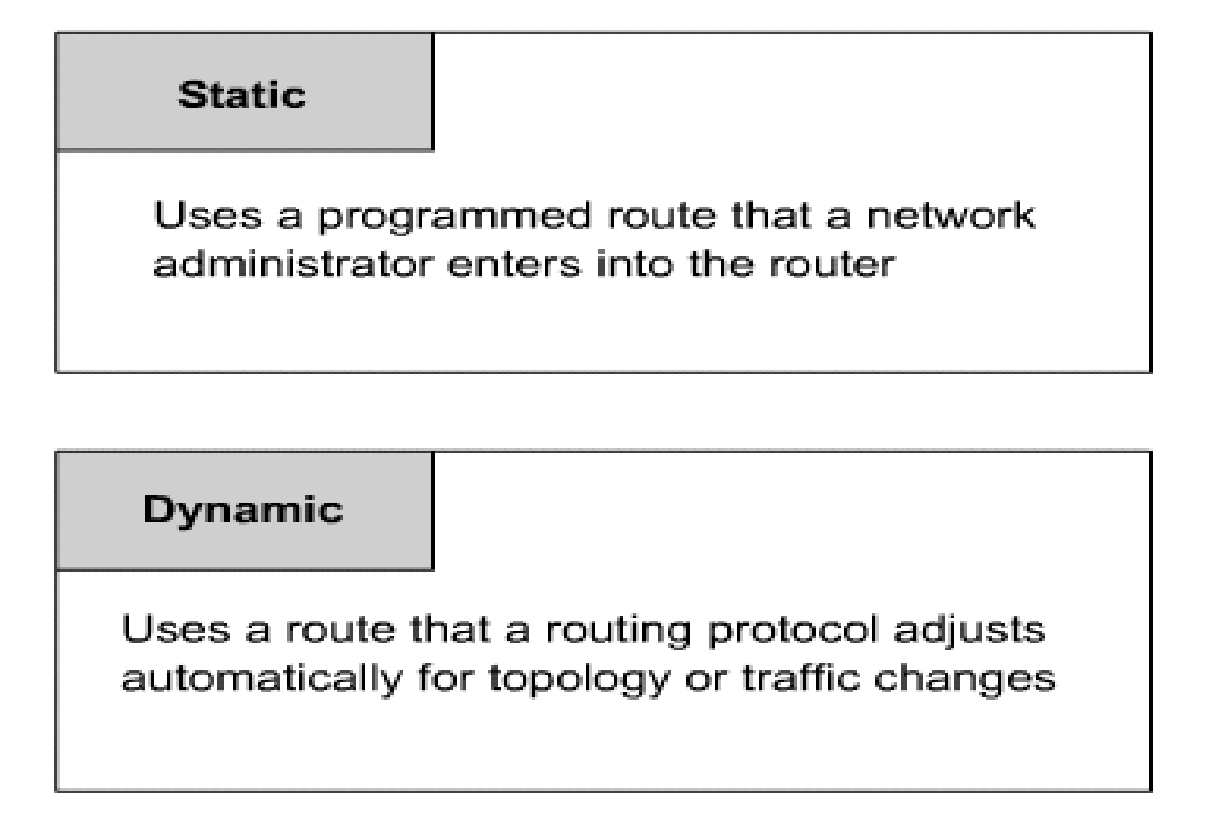 Static
Uses a programmed route that a network
administrator enters into the router
Dynamic
Uses a route that a routing protocol adjusts
automatically for topology or traffic changes